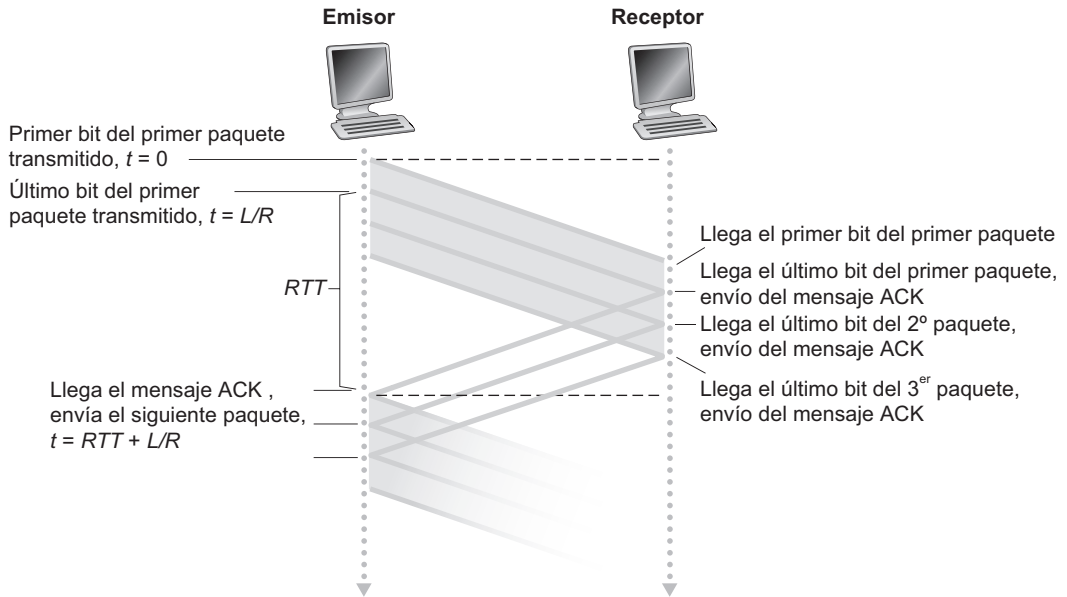 Emisor
Receptor
Primer bit del primer paquete
transmitido, t = 0
Último bit del primer
paquete transmitido, t = L/R
RTT
Llega el mensaje ACK ,
envía el siguiente paquete,
t = RTT + L/R
Llega el primer bit del primer paquete
Llega el último bit del primer paquete,
envío del mensaje ACK
Llega el último bit del 2º paquete,
envío del mensaje ACK
Llega el último bit del 3er paquete,
envío del mensaje ACK